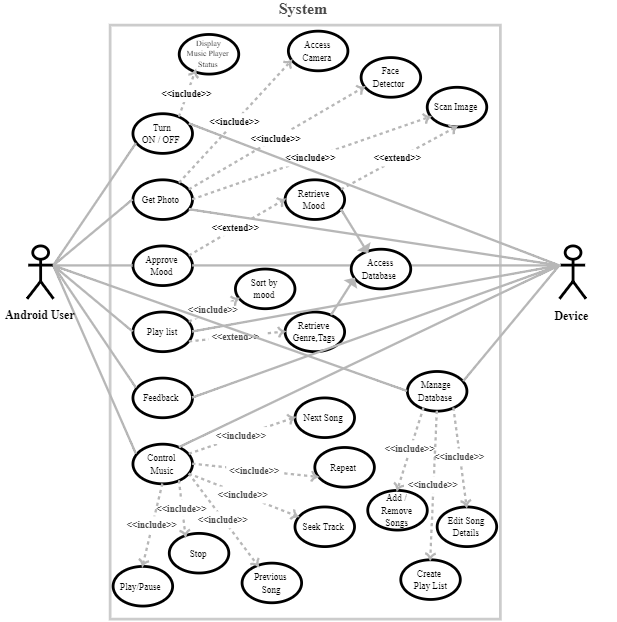 System
Display
Music Player
Status
Access
Camera
Face
Detector
Scan Image
<<include>>
<<include>>
<<include>>
<<include>>
<<extend>>
Turn
ON / OFF
Get Photo
Retrieve
Mood
<<extend>>
Approve
Mood
Access
Database
Sort by
mood
<<include>>
Android User
Device
Play list
<<extend>>
Retrieve
Genre,Tags
Feedback
Manage
Database
Next Song
<<include>>
Control
Music
<<include>>
Repeat
<<include>>
<<include>>
<<include>>
<<include>>
<<include>>
<<include>>
<<include>>
<<include>>
Add /
Remove
Songs
Seek Track
Edit Song
Details
Stop
Play/Pause
Previous
Song
Create
Play List